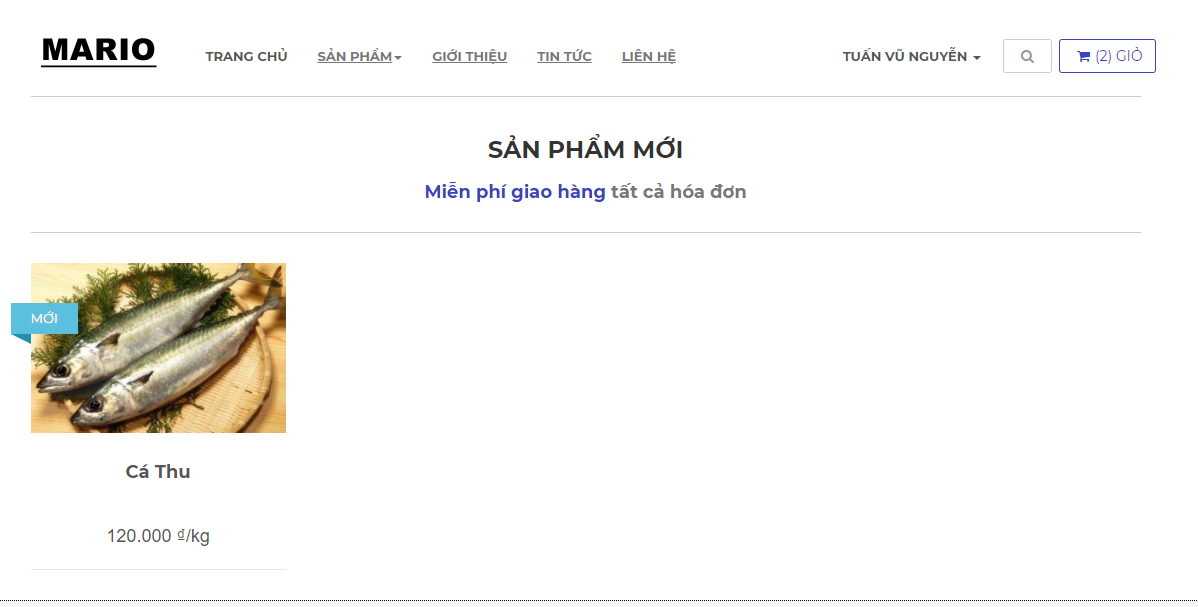 MARIO
TRANG CHỦ SẢN PHẨM GIỚI THIỆU TIN TỨC LIÊN HỆ TUẤN VŨ NGUYỄN (2) GIỎ
SẢN PHẨM MỚI
Miễn phí giao hàng tất cả hóa đơn
MỚI
Cá Thu
120.000 ₫/kg